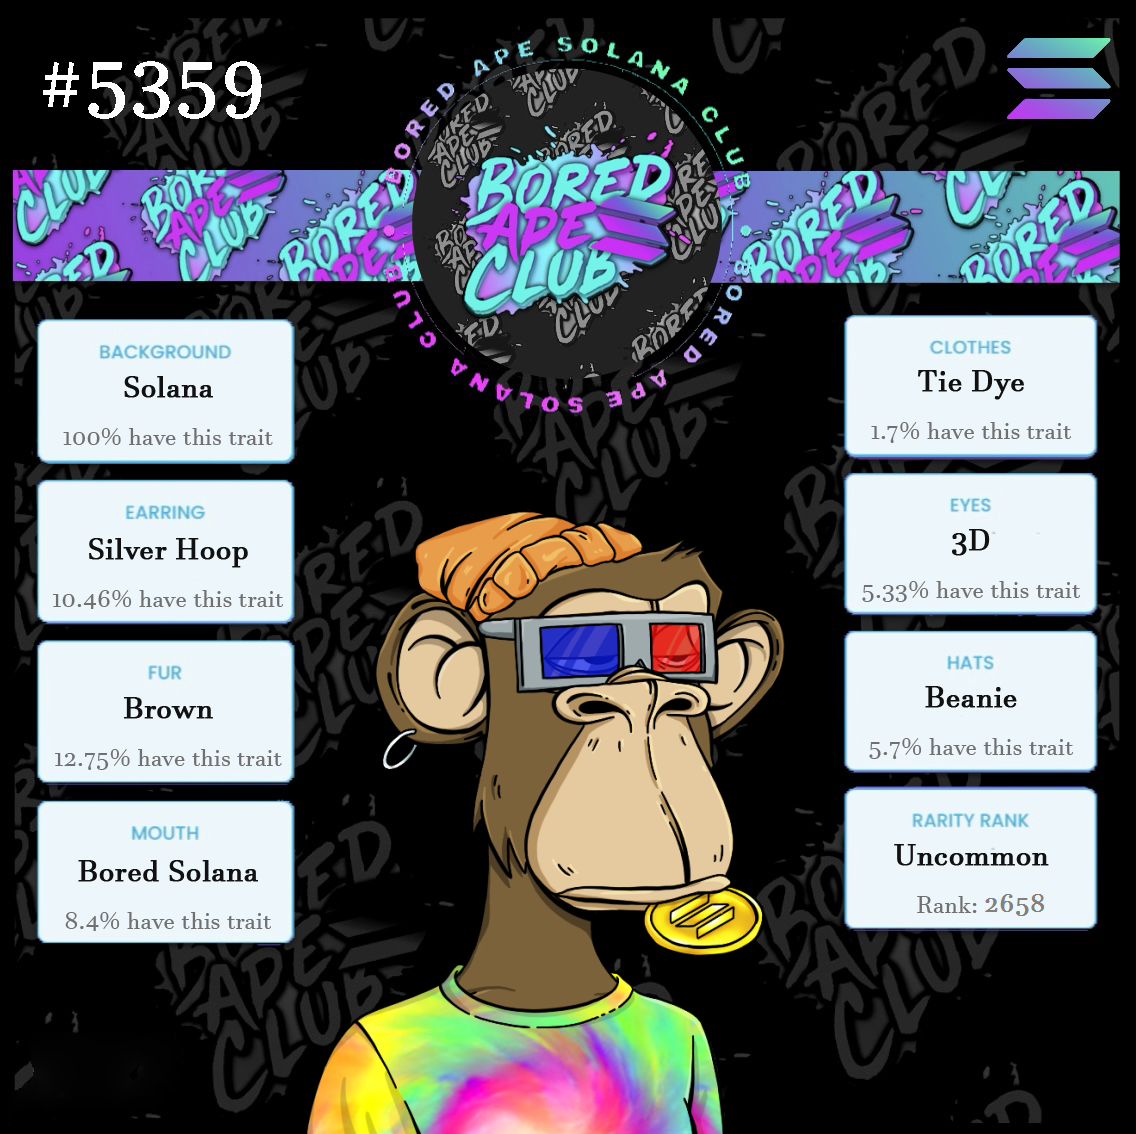 #5359
BORED APE SOLANA CLUB
BORED APE SOLANA CLUB
BORED
APE
CLUB
BACKGROUND
Solana
100% have this trait
EARRING
Silver Hoop
10.46% have this trait
FUR
Brown
12.75% have this trait
MOUTH
Bored Solana
8.4% have this trait
CLOTHES
Tie Dye
1.7% have this trait
EYES
3D
5.33% have this trait
HATS
Beanie
5.7% have this trait
RARITY RANK
Uncommon
Rank: 2658